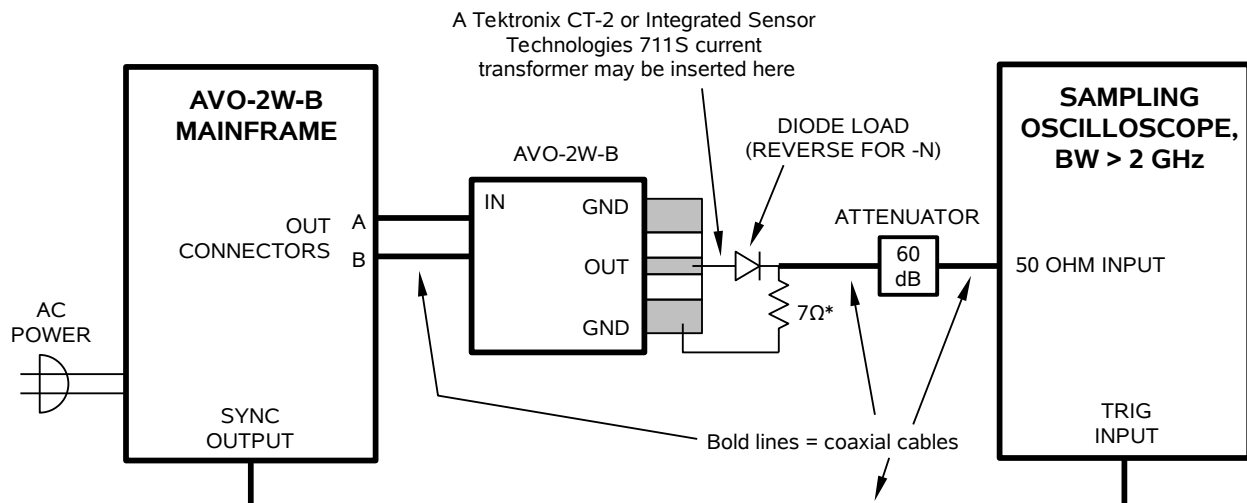 A Tektronix CT-2 or Integrated Sensor
Technologies 711S current
transformer may be inserted here
AVO-2W-B
MAINFRAME
SAMPLING
OSCILLOSCOPE,
BW > 2 GHz
DIODE LOAD
(REVERSE FOR -N)
AVO-2W-B
IN
GND
OUT
GND
OUT
CONNECTORS
A
B
ATTENUATOR
60
dB
50 OHM INPUT
7Ω*
AC
POWER
SYNC
OUTPUT
Bold lines = coaxial cables
TRIG
INPUT